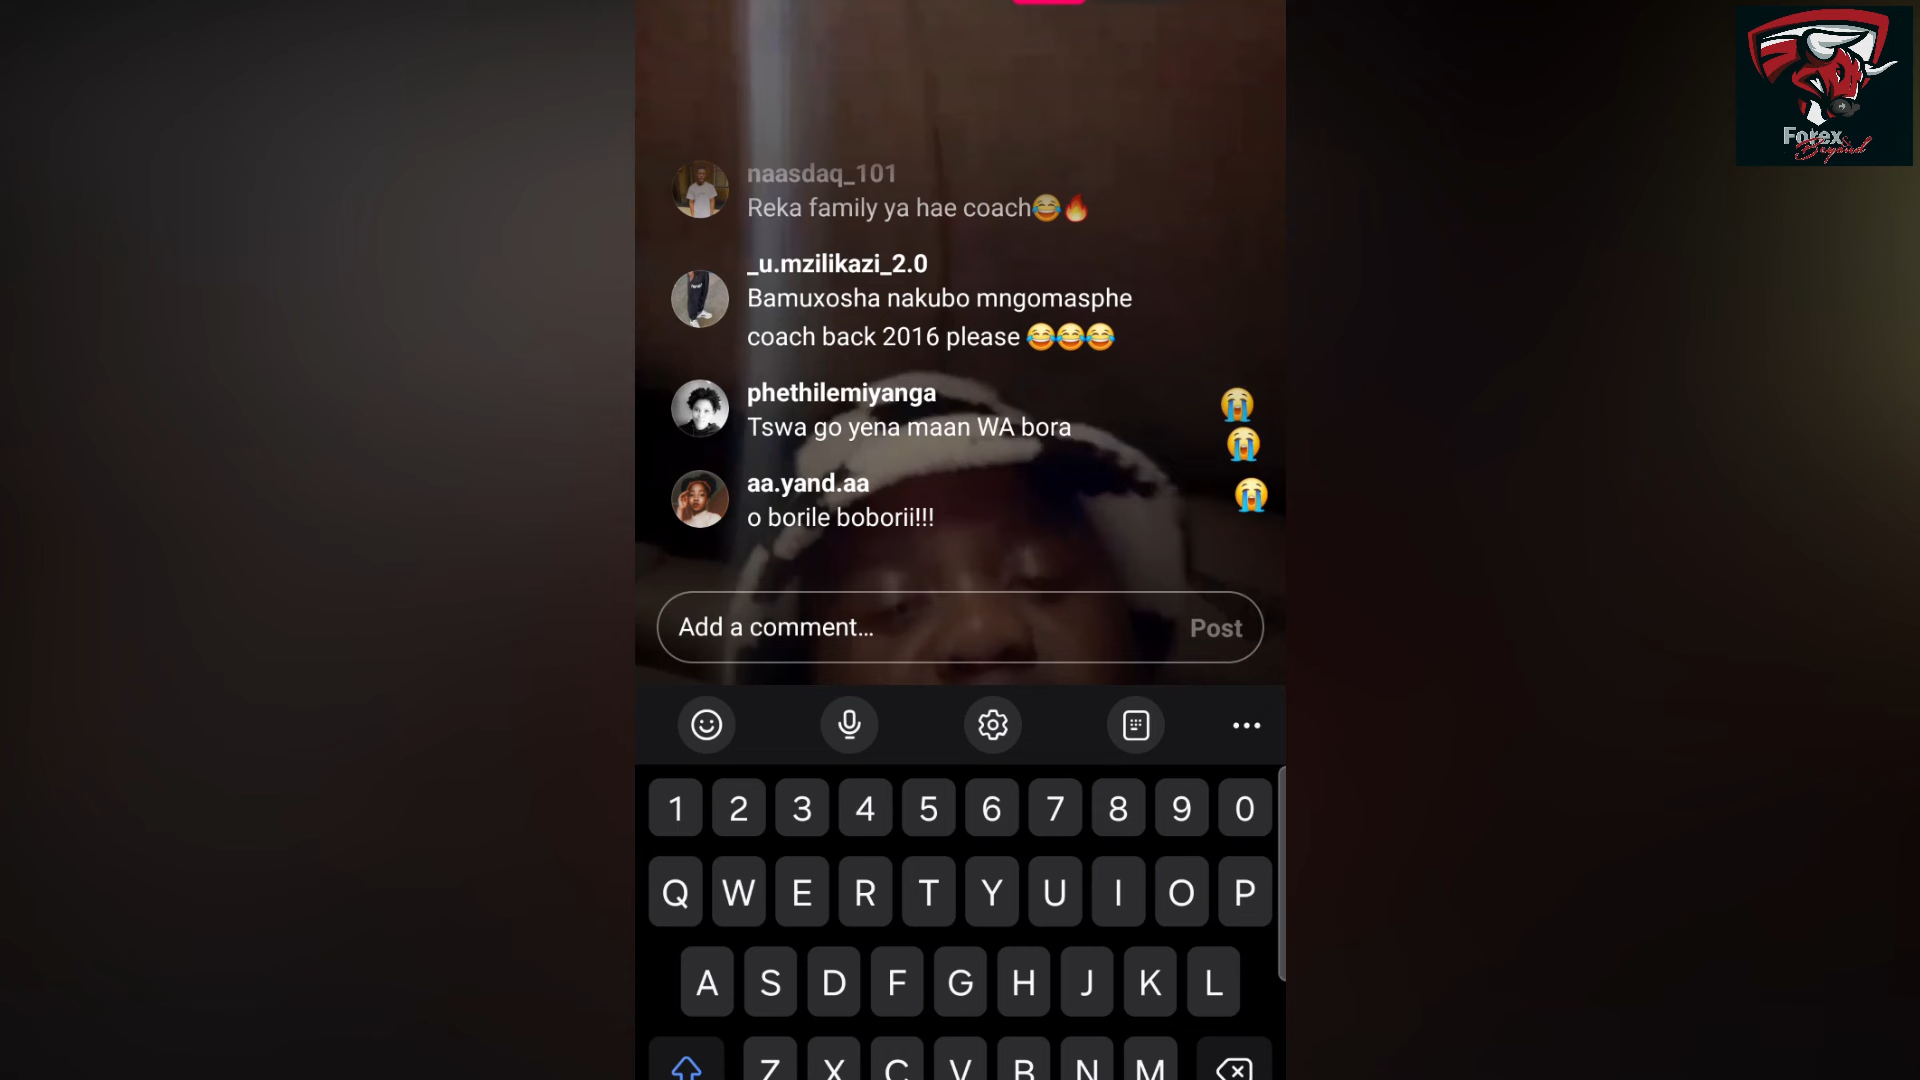 Forex
Beyond
naasdaq_101
Reka family ya hae coach😂🔥
_u.mzilikazi_2.0
Bamuxosha nakubo mngomasphe
coach back 2016 please 😂😂😂
phethilemiyanga
Tswa go yena maan WA bora
aa.yand.aa
o borile boborii!!!
Add a comment...
Post
1 2 3 4 5 6 7 8 9 0
Q W E R T Y U I O P
A S D F G H J K L
Z X C V B N M